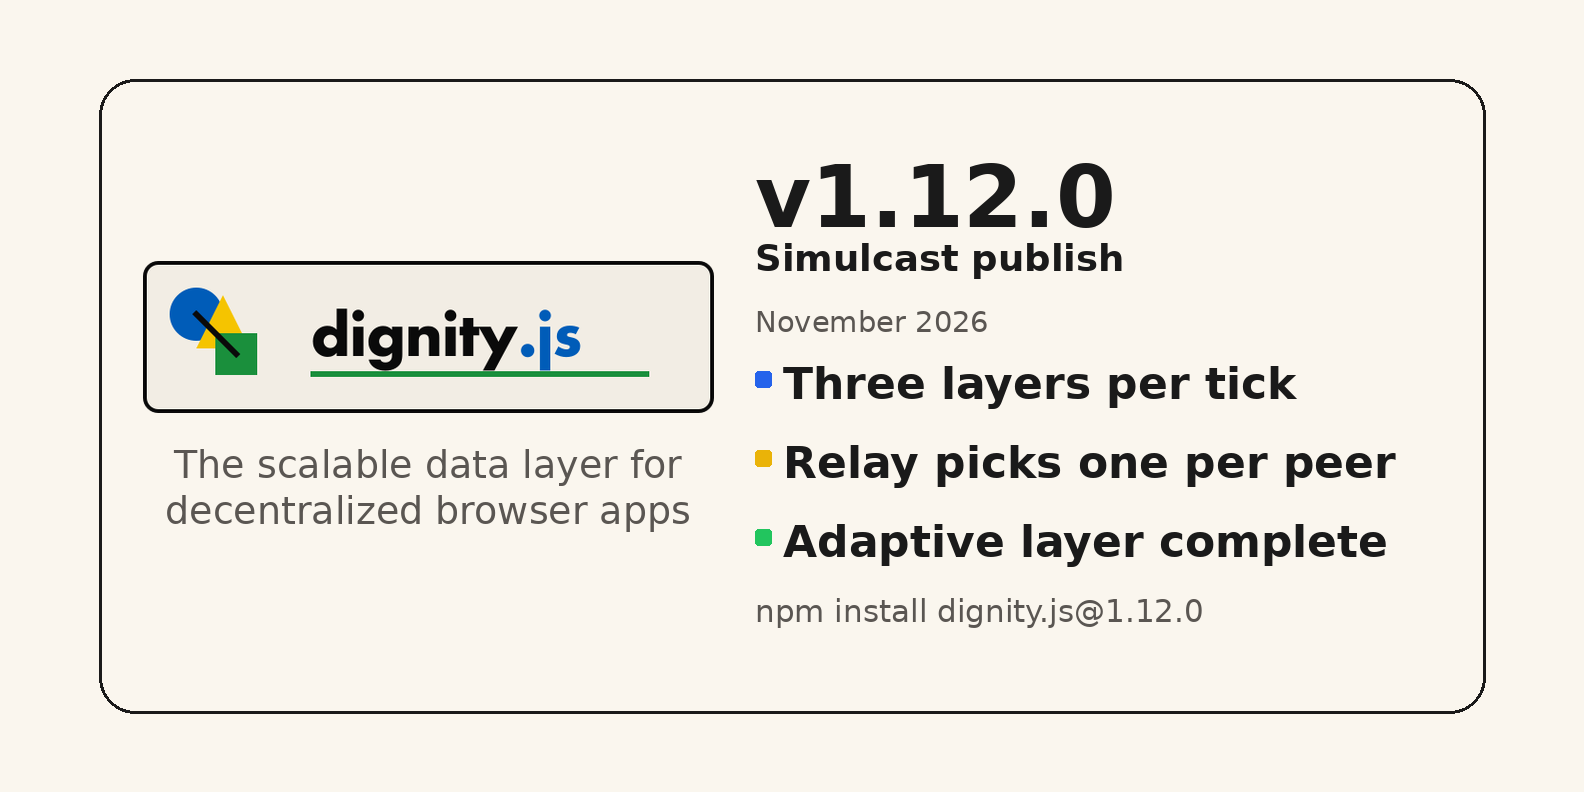 dignity.js
The scalable data layer for
decentralized browser apps
v1.12.0
Simulcast publish
November 2026
Three layers per tick
Relay picks one per peer
Adaptive layer complete
npm install dignity.js@1.12.0